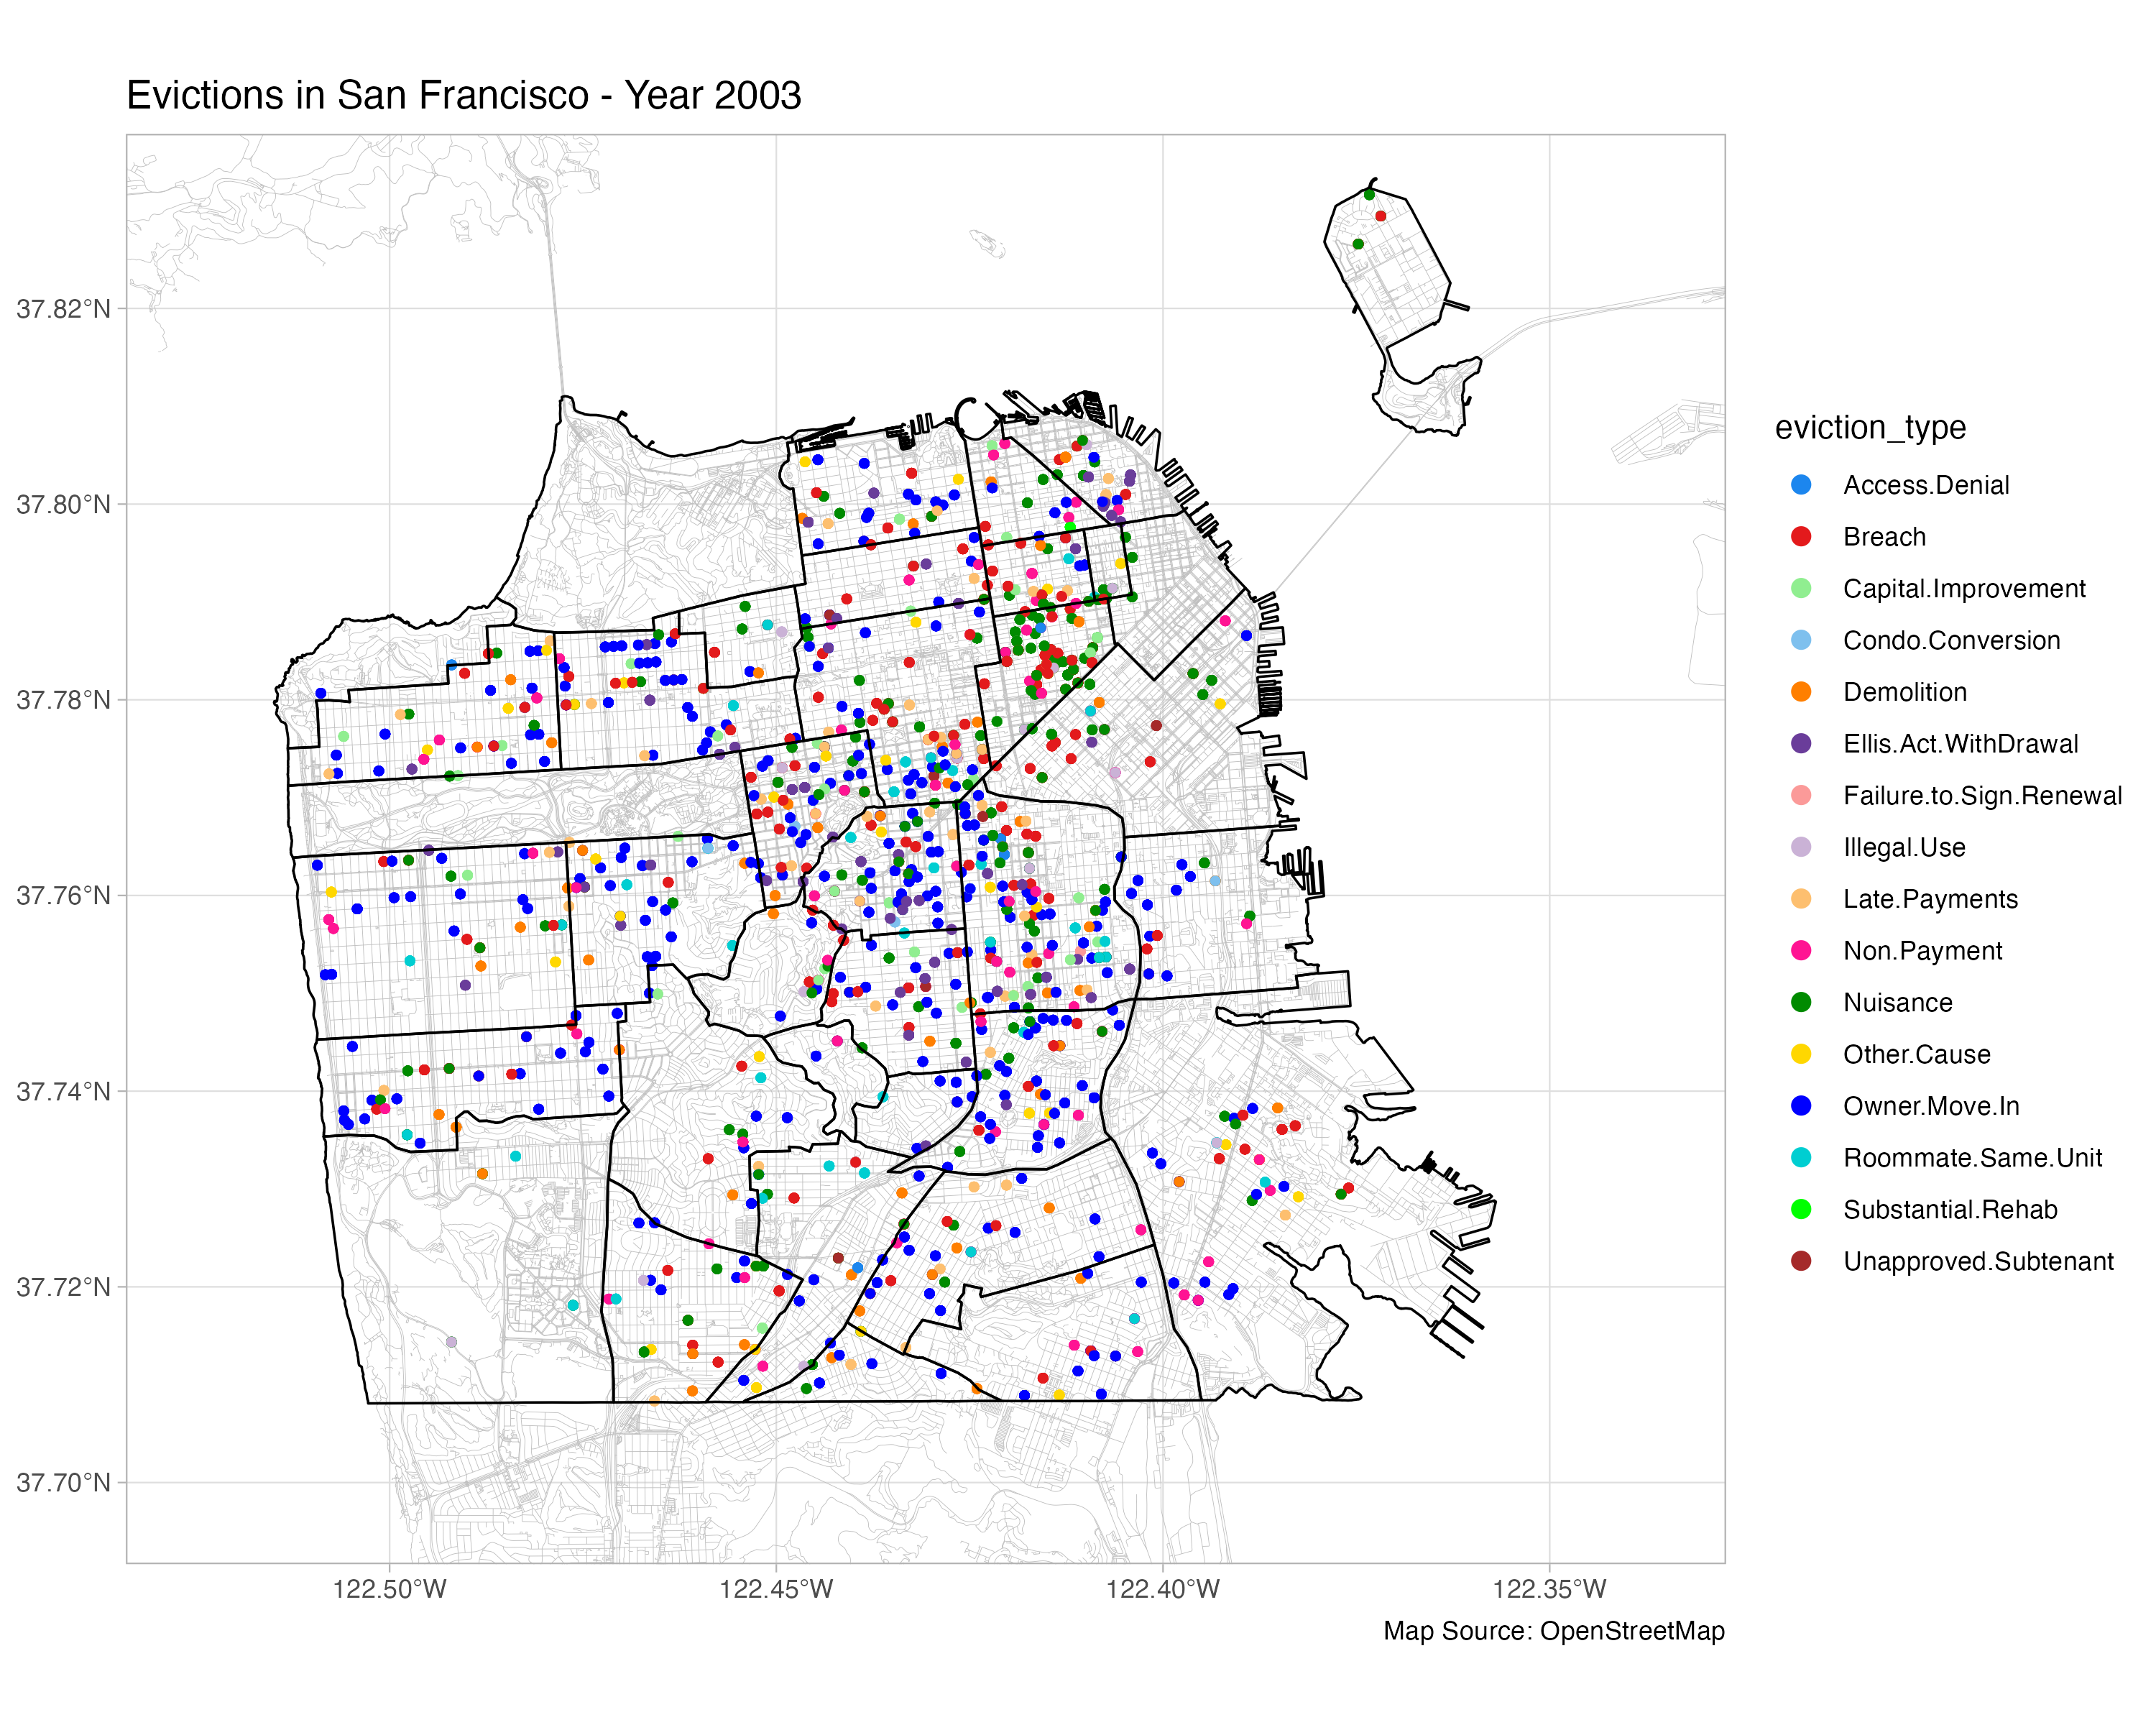 Evictions in San Francisco - Year 2003
37.82°N
37.80°N
37.78°N
37.76°N
37.74°N
37.72°N
37.70°N
122.50°W
122.45°W
122.40°W
122.35°W
Map Source: OpenStreetMap
eviction_type
Access.Denial
Breach
Capital.Improvement
Condo.Conversion
Demolition
Ellis.Act.WithDrawal
Failure.to.Sign.Renewal
Illegal.Use
Late.Payments
Non.Payment
Nuisance
Other.Cause
Owner.Move.In
Roommate.Same.Unit
Substantial.Rehab
Unapproved.Subtenant